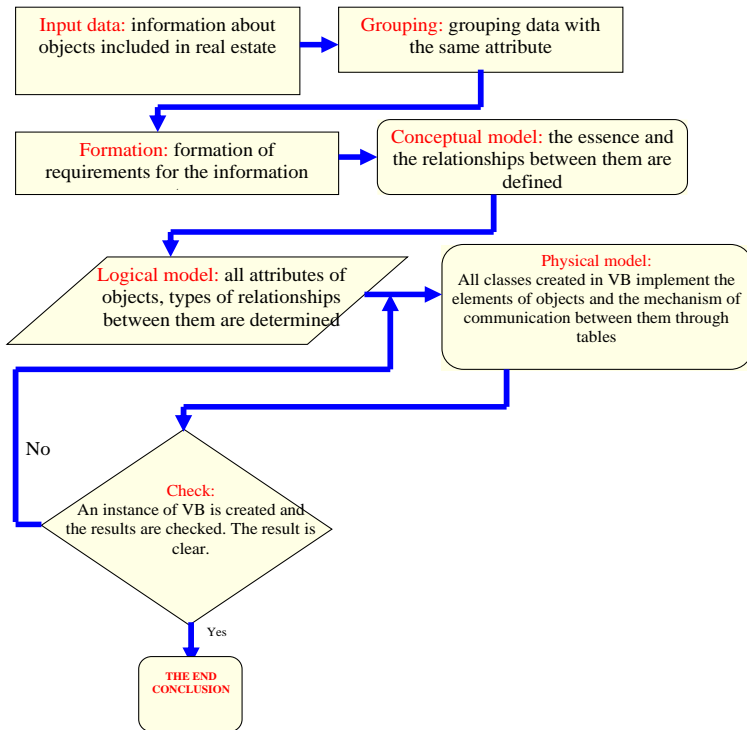 Input data: information about
objects included in real estate
Grouping: grouping data with
the same attribute
Formation: formation of
requirements for the information
Conceptual model: the essence and
the relationships between them are
defined
Logical model: all attributes of
objects, types of relationships
between them are determined
Physical model:
All classes created in VB implement the
elements of objects and the mechanism of
communication between them through
tables
No
Check:
An instance of VB is created and
the results are checked. The result is
clear.
Yes
THE END
CONCLUSION